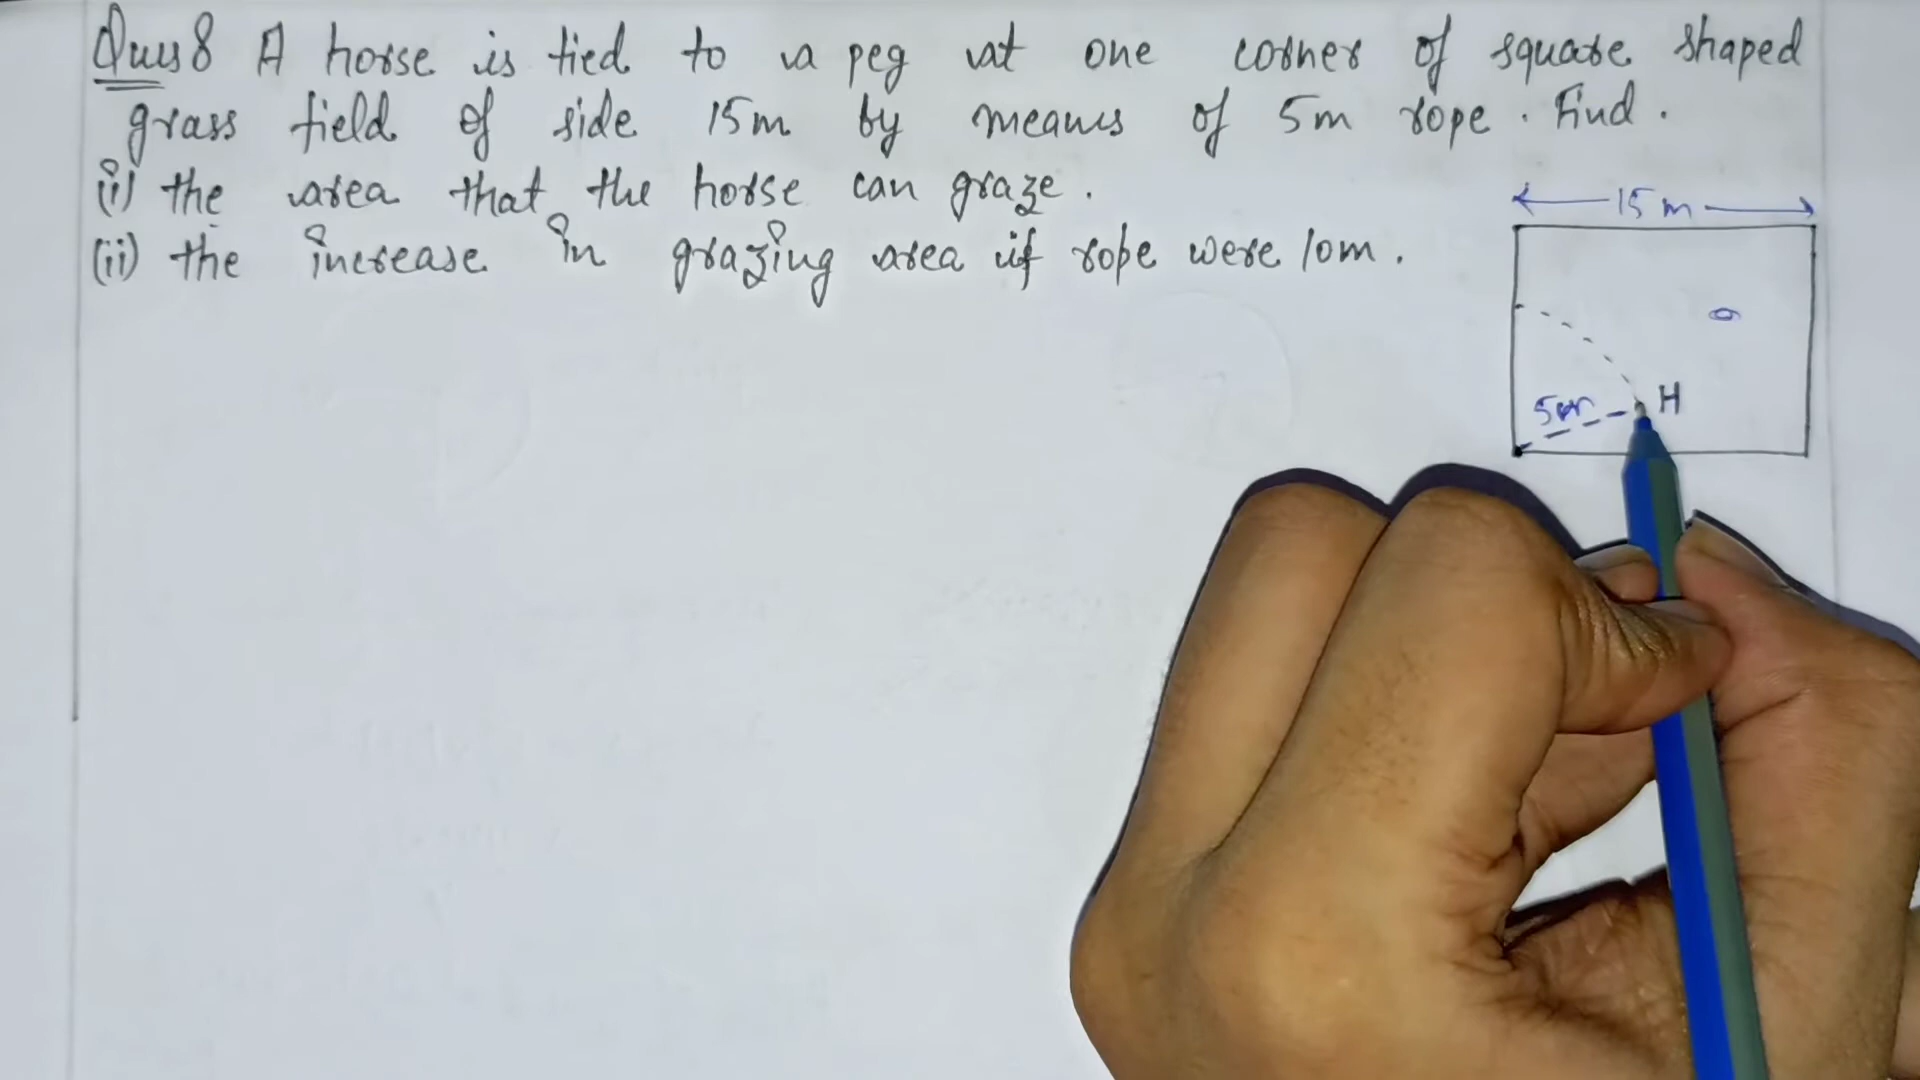 Ques 8 A horse is tied to a peg at one corner of square shaped
grass field of side 15m by means of 5m rope. Find.
(i) the area that the horse can graze.
(ii) the increase in grazing area if rope were 10m.
15 m
5m
H